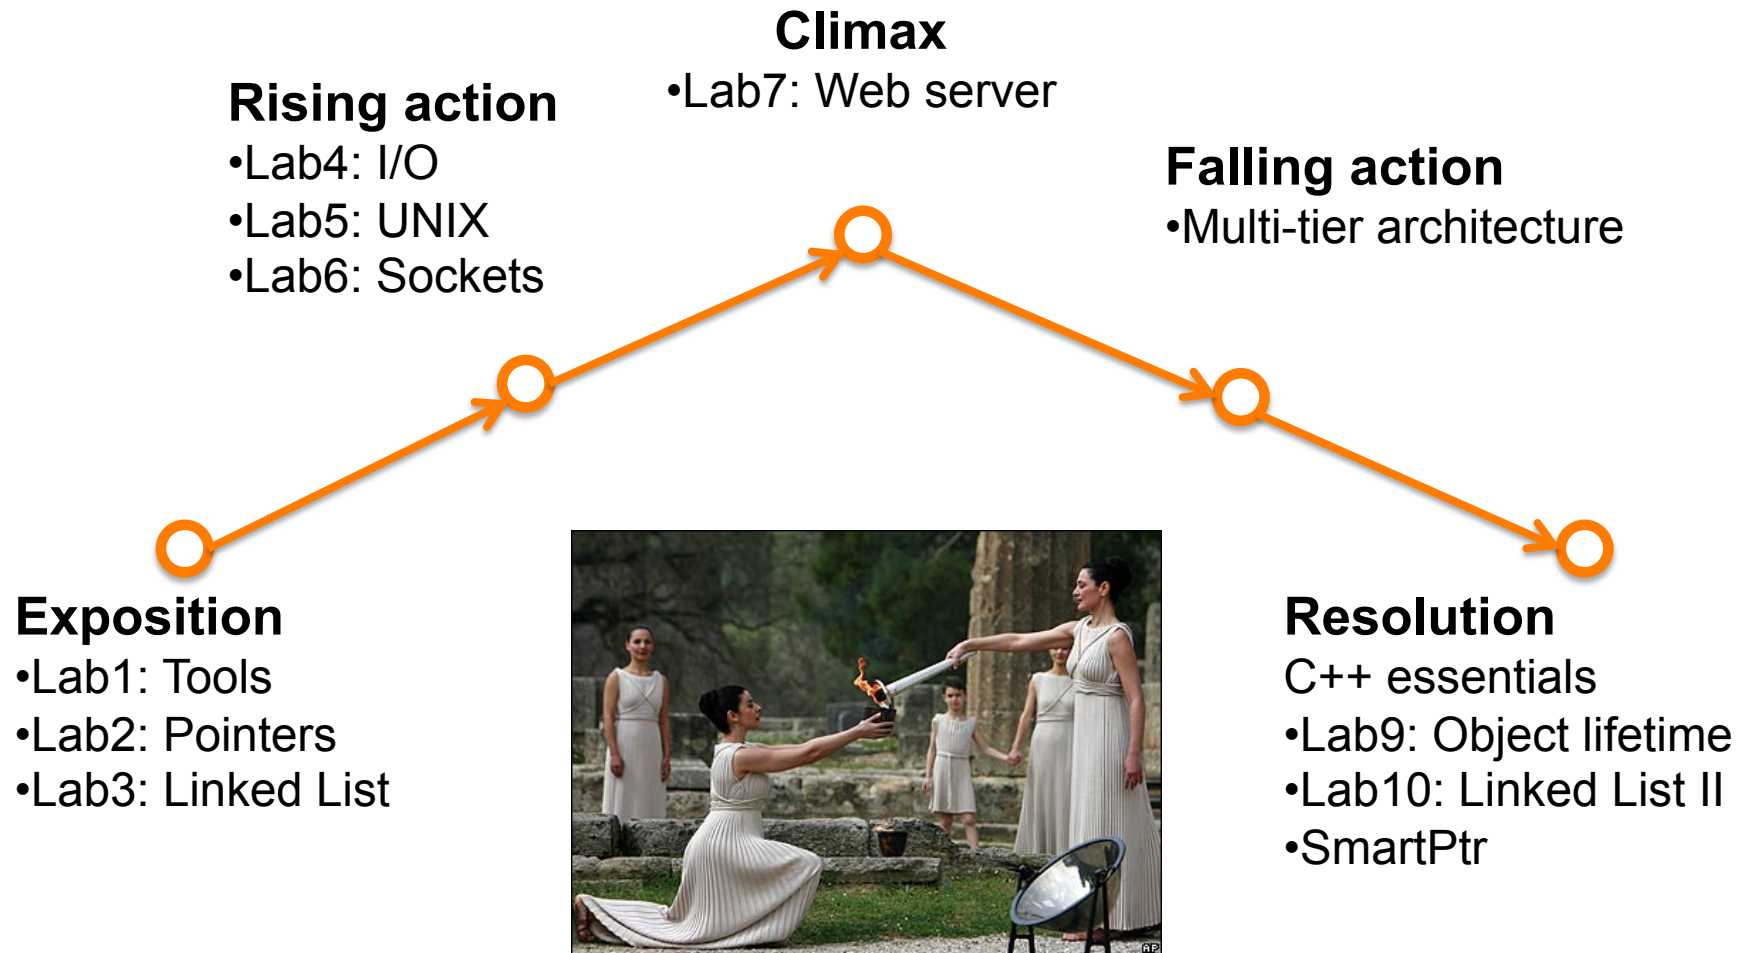 Climax
•Lab7: Web server
Rising action
•Lab4: I/O
•Lab5: UNIX
•Lab6: Sockets
Falling action
•Multi-tier architecture
Exposition
•Lab1: Tools
•Lab2: Pointers
•Lab3: Linked List
Resolution
C++ essentials
•Lab9: Object lifetime
•Lab10: Linked List II
•SmartPtr
AP